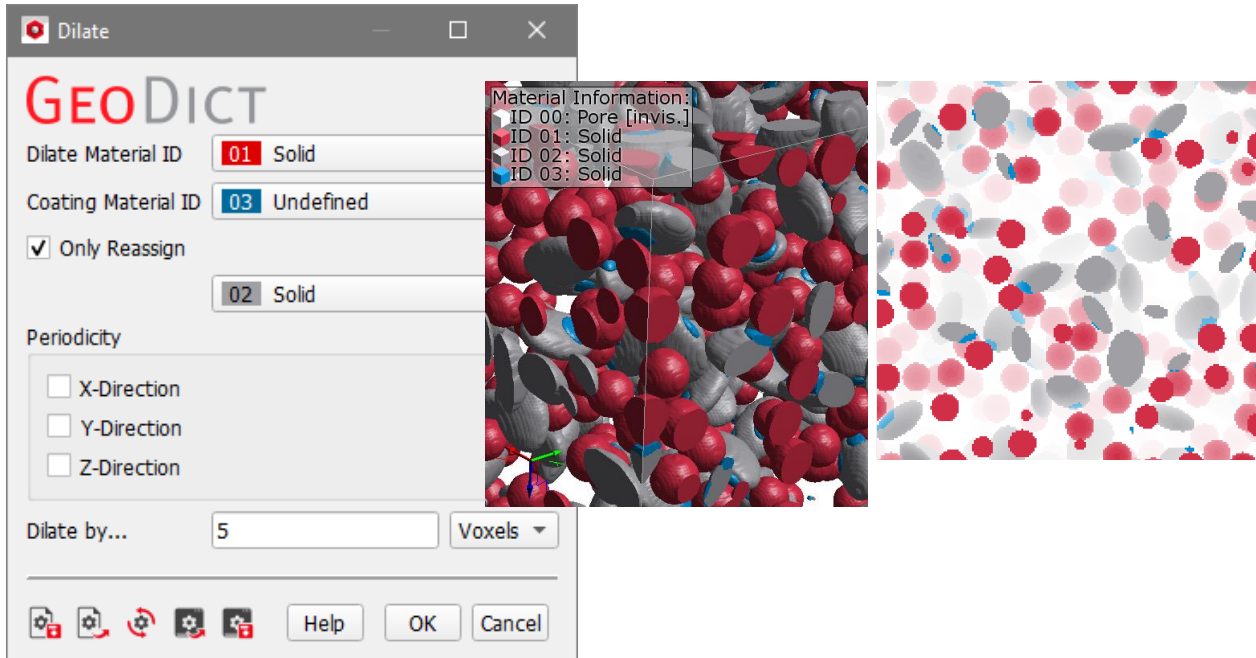 Dilate
GEODICT
Dilate Material ID 01 Solid
Coating Material ID 03 Undefined
Only Reassign
02 Solid
Periodicity
X-Direction
Y-Direction
Z-Direction
Dilate by... 5 Voxels
Help OK Cancel
Material Information:
ID 00: Pore [invis.]
ID 01: Solid
ID 02: Solid
ID 03: Solid